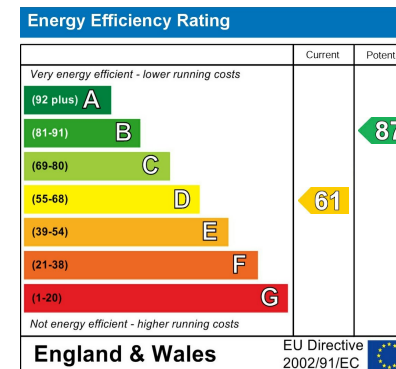 Energy Efficiency Rating
Current Potent
Very energy efficient - lower running costs
(92 plus) A
(81-91) B 87
(69-80) C
(55-68) D 61
(39-54) E
(21-38) F
(1-20) G
Not energy efficient - higher running costs
England & Wales
EU Directive
2002/91/EC